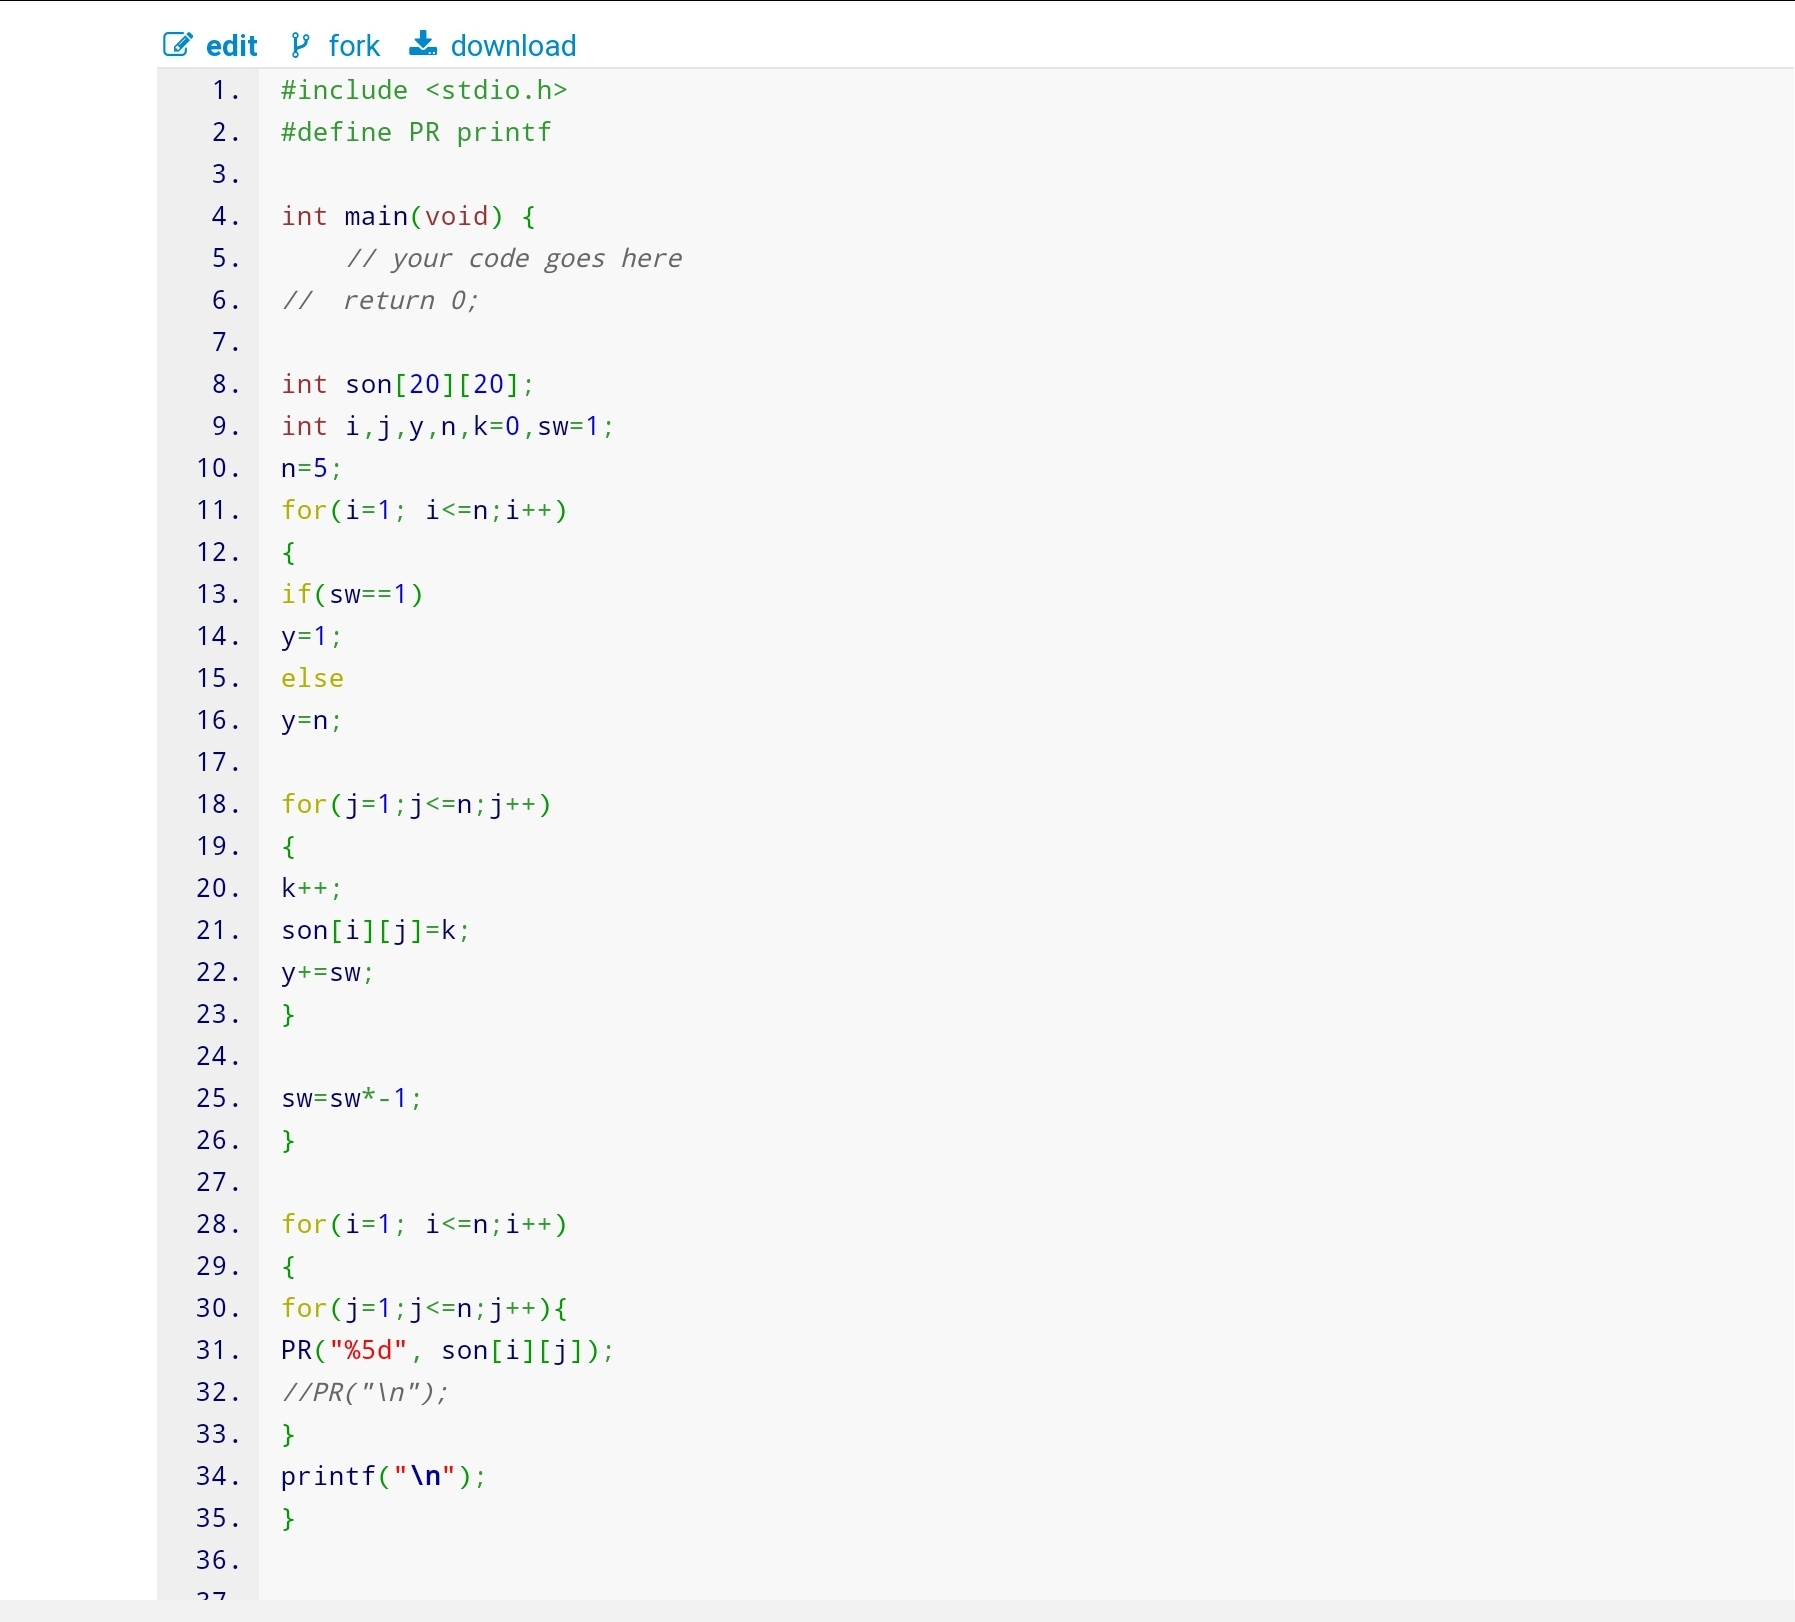 edit fork download
1. #include <stdio.h>
2. #define PR printf
3.
4. int main(void) {
5.     // your code goes here
6. //  return 0;
7.
8. int son[20][20];
9. int i,j,y,n,k=0,sw=1;
10. n=5;
11. for(i=1; i<=n;i++)
12. {
13. if(sw==1)
14. y=1;
15. else
16. y=n;
17.
18. for(j=1;j<=n;j++)
19. {
20. k++;
21. son[i][j]=k;
22. y+=sw;
23. }
24.
25. sw=sw*-1;
26. }
27.
28. for(i=1; i<=n;i++)
29. {
30. for(j=1;j<=n;j++){
31. PR("%5d", son[i][j]);
32. //PR("\n");
33. }
34. printf("\n");
35. }
36.
37